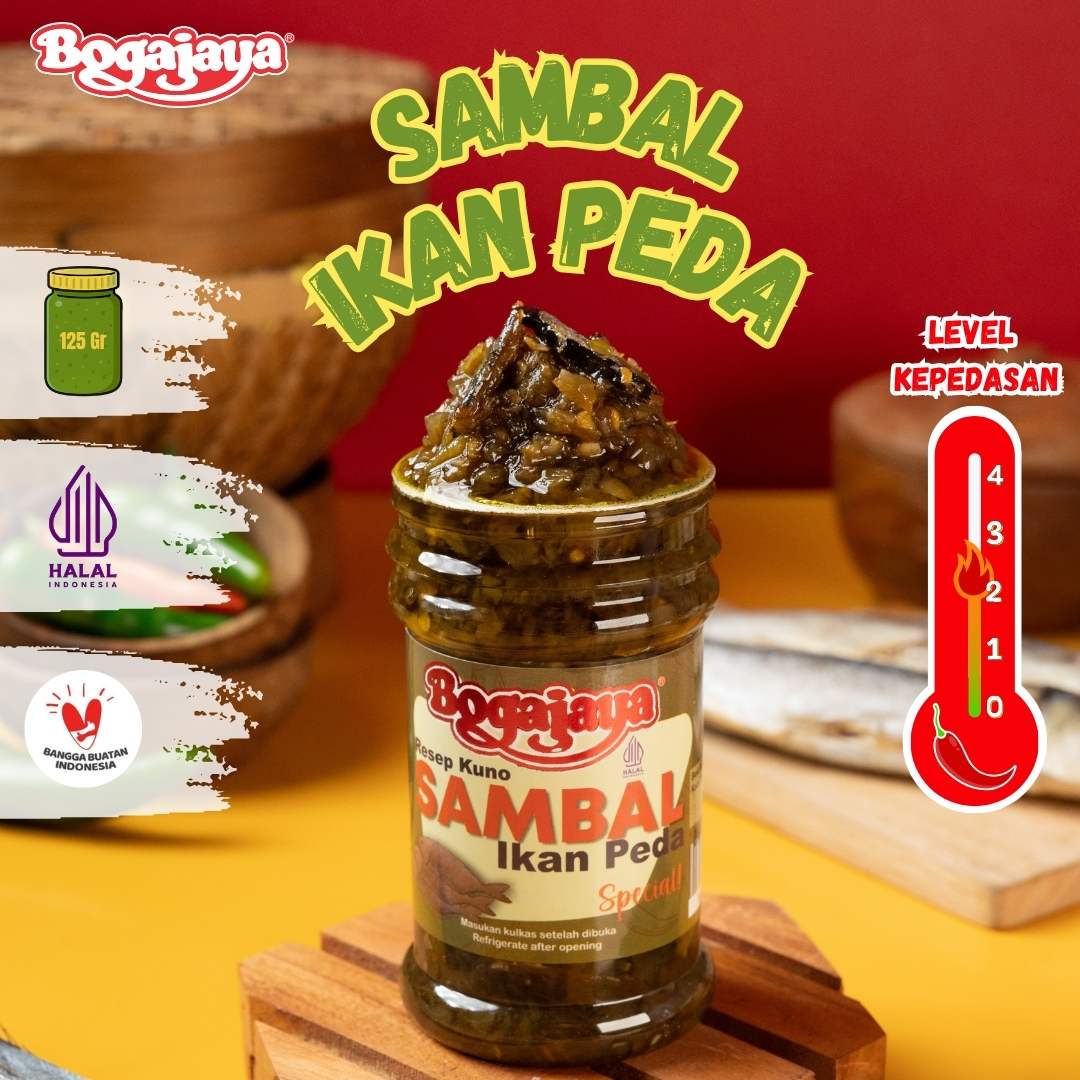 Bogajaya®
SAMBAL
IKAN PEDA
125 Gr
HALAL
INDONESIA
BANGGA BUATAN
INDONESIA
LEVEL
KEPEDASAN
4
3
2
1
0
Bogajaya®
Resep Kuno
HALAL
SAMBAL
Ikan Peda
Special!
Masukan kulkas setelah dibuka
Refrigerate after opening